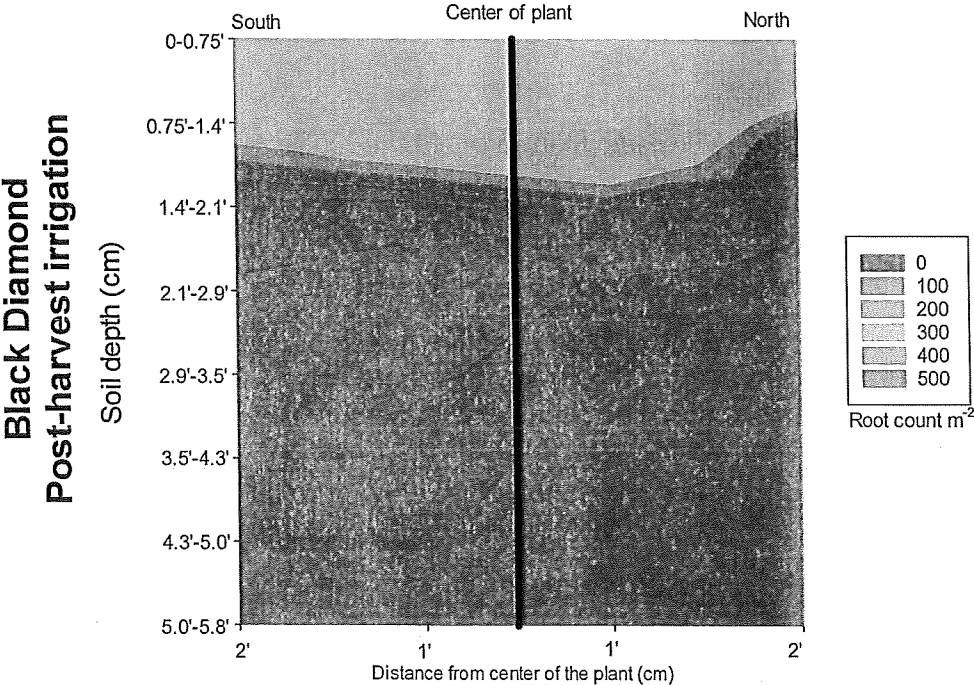 Black Diamond
Post-harvest irrigation
Center of plant
South
North
Soil depth (cm)
0-0.75'
0.75'-1.4'
1.4'-2.1'
2.1'-2.9'
2.9'-3.5'
3.5'-4.3'
4.3'-5.0'
5.0'-5.8'
2'
1'
1'
2'
Distance from center of the plant (cm)
0
100
200
300
400
500
Root count m-2